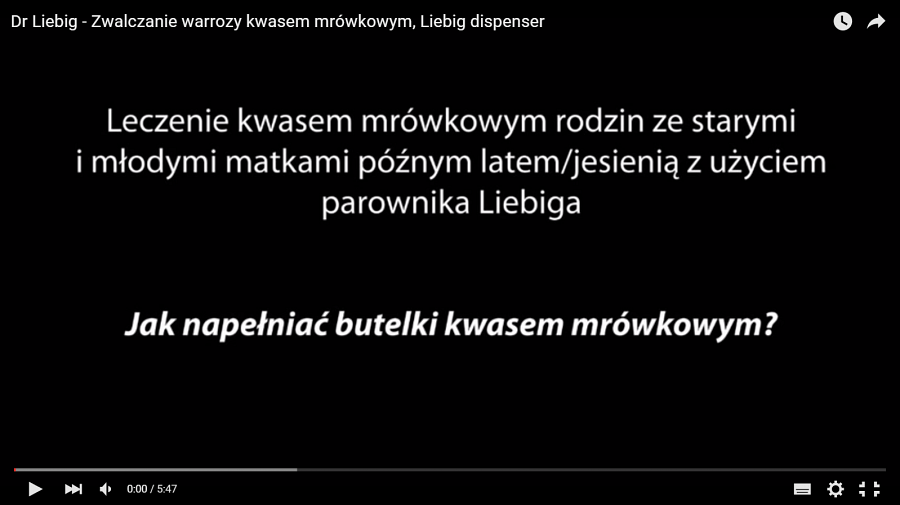 Dr Liebig - Zwalczanie warrozy kwasem mrówkowym, Liebig dispenser
Leczenie kwasem mrówkowym rodzin ze starymi
i młodymi matkami późnym latem/jesienią z użyciem
parownika Liebiga
Jak napełniać butelki kwasem mrówkowym?
0:00 / 5:47